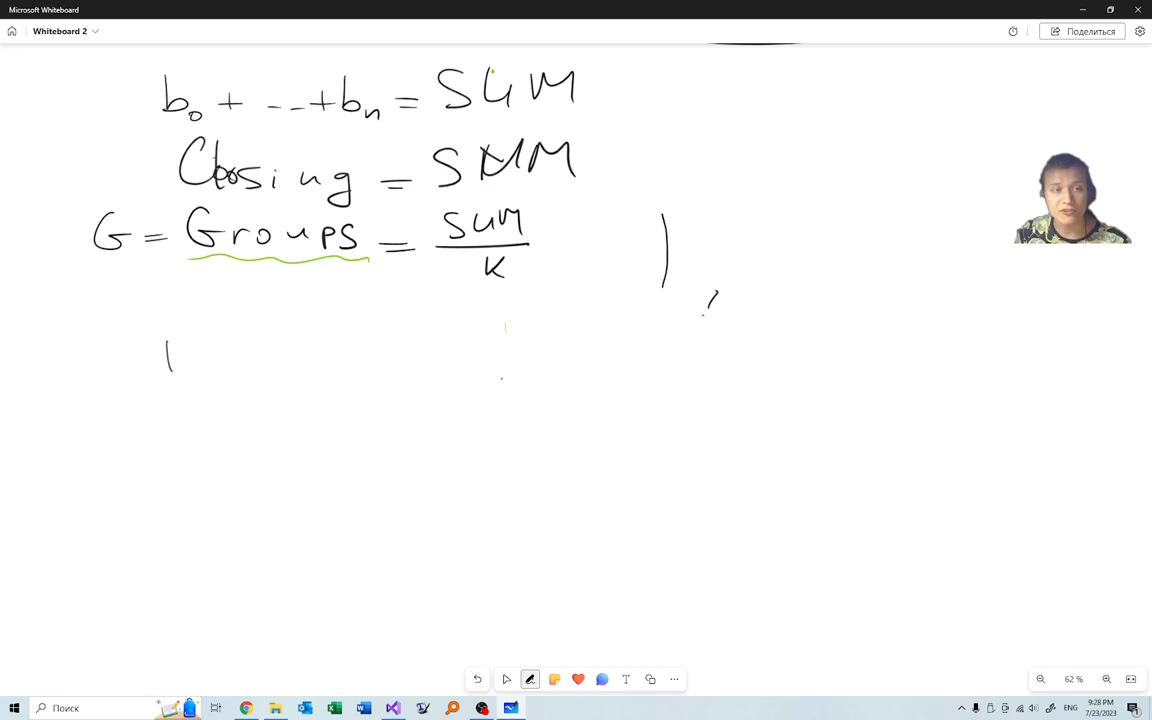 Microsoft Whiteboard
Whiteboard 2
Поделиться
b₀ + ... + bₙ = SUM
Closing = SUM
G = Groups = SUM / K
62 %
Поиск
ENG
9:28 PM
7/23/2023